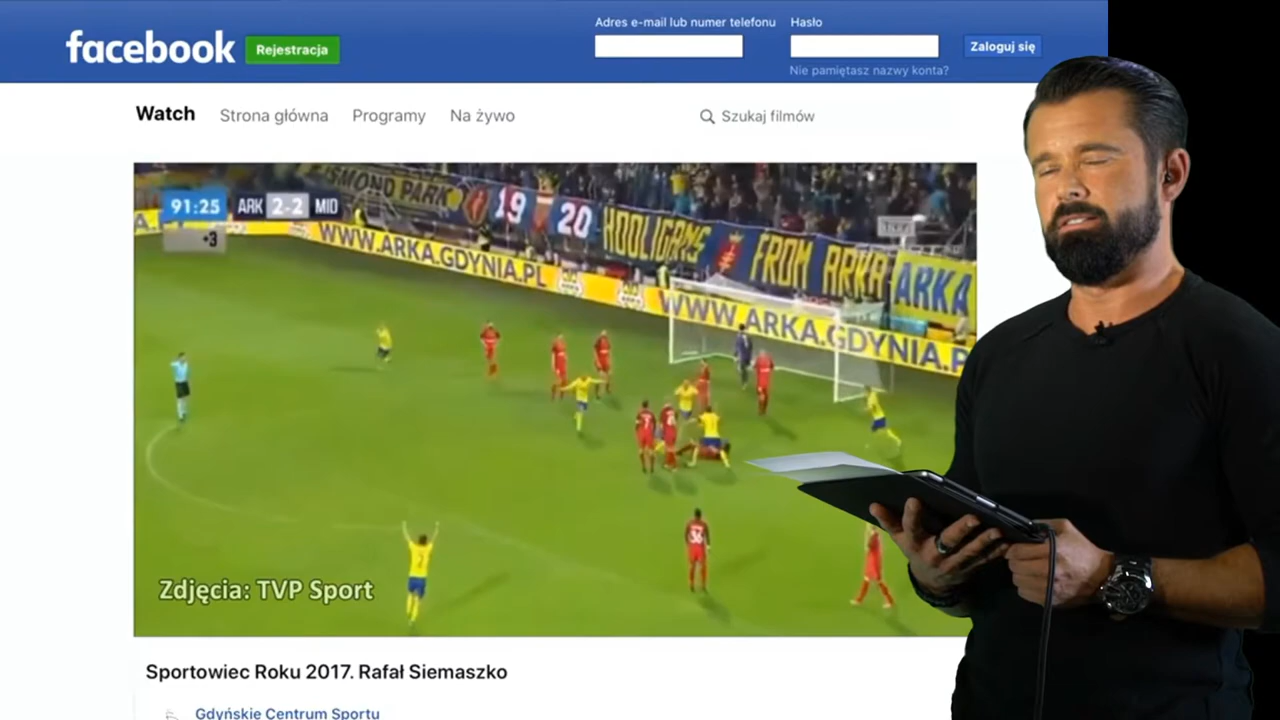 facebook
Rejestracja
Adres e-mail lub numer telefonu
Hasło
Zaloguj się
Nie pamiętasz nazwy konta?
Watch
Strona główna
Programy
Na żywo
Szukaj filmów
91:25 ARK 2-2 MID
+3
19
20
HOOLIGANS
FROM ARKA
ARKA
WWW.ARKA.GDYNIA.PL
WWW.ARKA.GDYNIA.P
36
Zdjęcia: TVP Sport
Sportowiec Roku 2017. Rafał Siemaszko
Gdyńskie Centrum Sportu